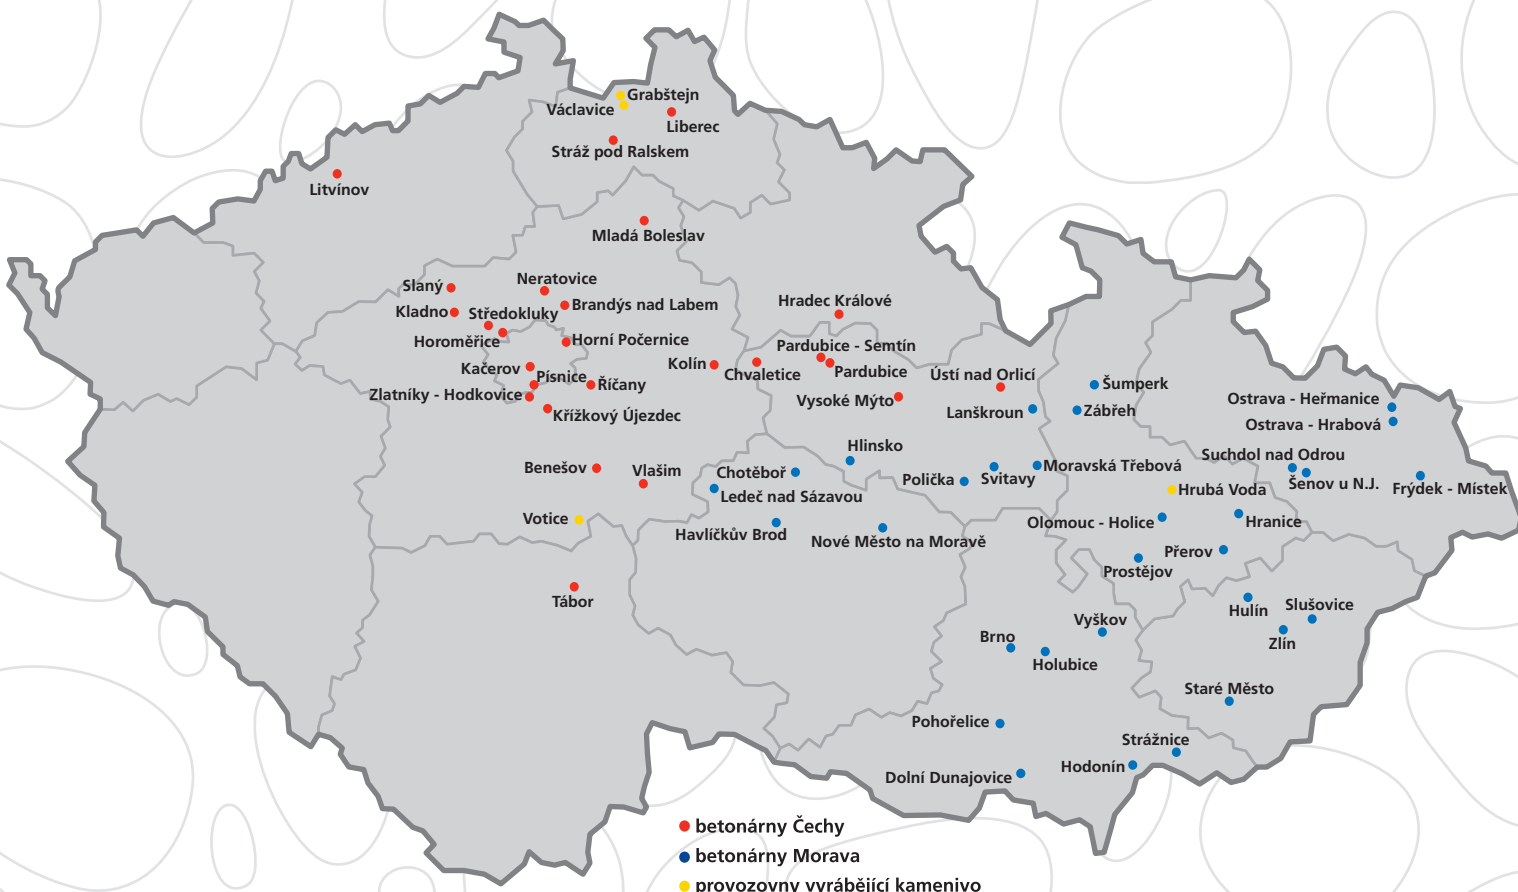 Grabštejn
Václavice
Liberec
Stráž pod Ralskem
Litvínov
Mladá Boleslav
Neratovice
Slaný
Brandýs nad Labem
Hradec Králové
Kladno
Středokluky
Horoměřice
Horní Počernice
Pardubice - Semtín
Kačerov
Kolín
Chvaletice
Pardubice
Písnice
Říčany
Ústí nad Orlicí
Šumperk
Zlatníky - Hodkovice
Vysoké Mýto
Ostrava - Heřmanice
Křížkový Újezdec
Lanškroun
Zábřeh
Ostrava - Hrabová
Hlinsko
Suchdol nad Odrou
Benešov
Vlašim
Chotěboř
Moravská Třebová
Polička
Svitavy
Šenov u N.J.
Frýdek - Místek
Ledeč nad Sázavou
Hrubá Voda
Votice
Olomouc - Holice
Hranice
Havlíčkův Brod
Nové Město na Moravě
Přerov
Prostějov
Tábor
Hulín
Slušovice
Vyškov
Brno
Zlín
Holubice
Staré Město
Pohořelice
Strážnice
Hodonín
Dolní Dunajovice
betonárny Čechy
betonárny Morava
provozovny vyrábějící kamenivo